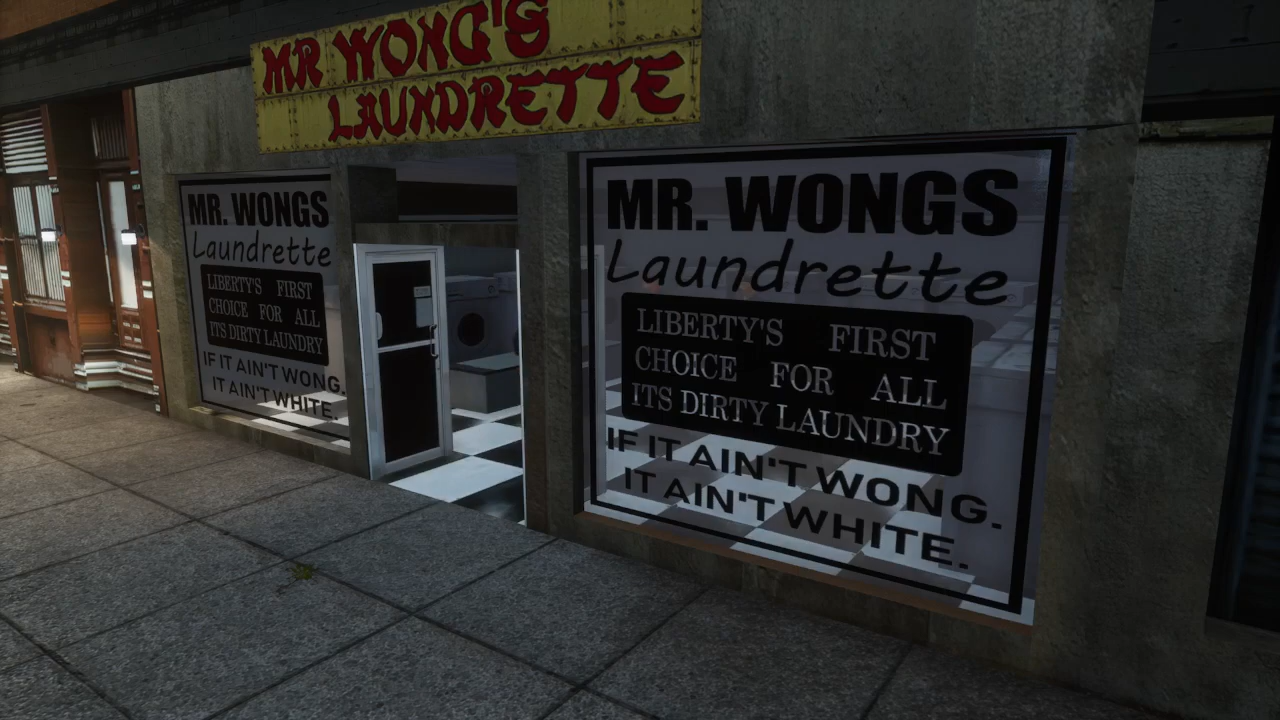 MR WONG'S
LAUNDRETTE
MR. WONGS
Laundrette
LIBERTY'S FIRST
CHOICE FOR ALL
ITS DIRTY LAUNDRY
IF IT AIN'T WONG.
IT AIN'T WHITE.
MR. WONGS
Laundrette
LIBERTY'S FIRST
CHOICE FOR ALL
ITS DIRTY LAUNDRY
IF IT AIN'T WONG.
IT AIN'T WHITE.